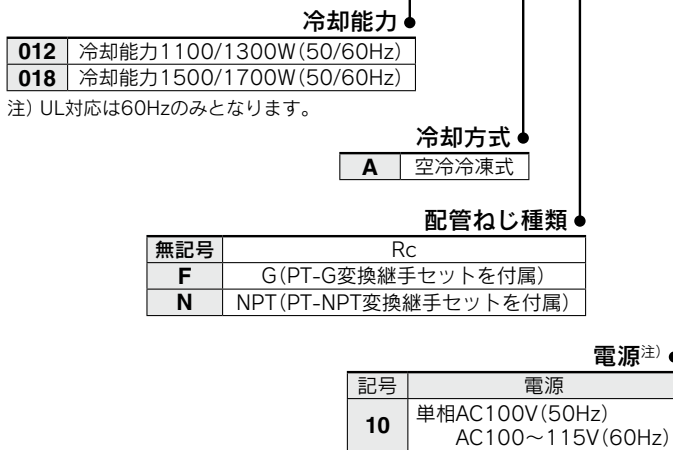 冷却能力
012 冷却能力1100/1300W(50/60Hz)
018 冷却能力1500/1700W(50/60Hz)
注) UL対応は60Hzのみとなります。
冷却方式
A 空冷冷凍式
配管ねじ種類
無記号 Rc
F G(PT-G変換継手セットを付属)
N NPT(PT-NPT変換継手セットを付属)
電源注)
記号 電源
10 単相AC100V(50Hz)
AC100～115V(60Hz)